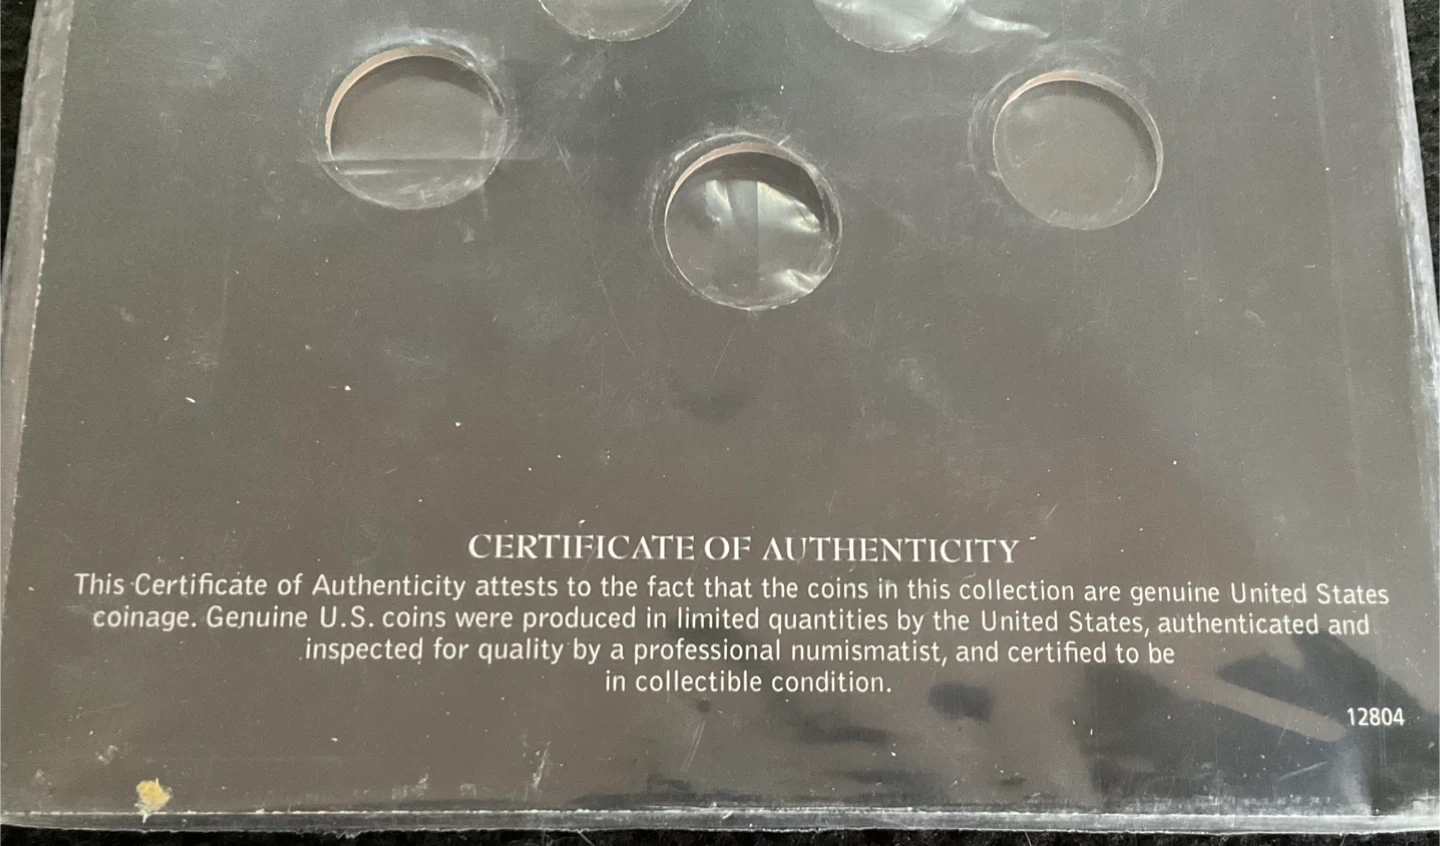 CERTIFICATE OF AUTHENTICITY
This Certificate of Authenticity attests to the fact that the coins in this collection are genuine United States
coinage. Genuine U.S. coins were produced in limited quantities by the United States, authenticated and
inspected for quality by a professional numismatist, and certified to be
in collectible condition.
12804